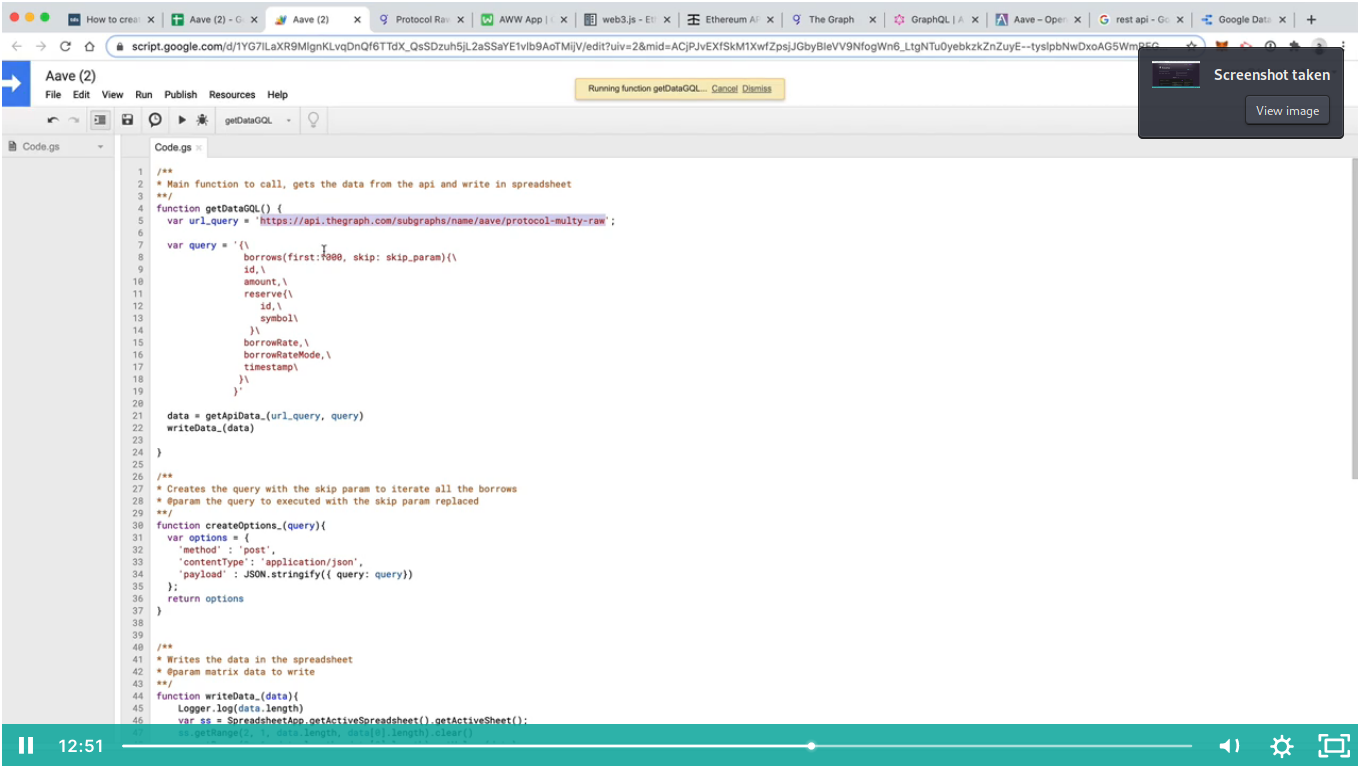 How to crea
Aave (2) - G
Aave (2)
Protocol Rav
AWW App | O
web3.js - Et
Ethereum AP
The Graph
GraphQL | A
Aave – Open
rest api - Go
Google Data
script.google.com/d/
Screenshot taken
View image
Aave (2)
File Edit View Run Publish Resources Help
Running function getDataGQL... Cancel Dismiss
getDataGQL
Code.gs
Code.gs
1 /**
2 * Main function to call, gets the data from the api and write in spreadsheet
3 **/
4 function getDataGQL() {
5 var url_query = 'https://api.thegraph.com/subgraphs/name/aave/protocol-multy-raw';
6
7 var query = '{\
8 borrows(first:1000, skip: skip_param){\
9 id,\
10 amount,\
11 reserve{\
12 id,\
13 symbol\
14 }\
15 borrowRate,\
16 borrowRateMode,\
17 timestamp\
18 }\
19 }'
20
21 data = getApiData_(url_query, query)
22 writeData_(data)
23
24 }
25
26 /**
27 * Creates the query with the skip param to iterate all the borrows
28 * @param the query to executed with the skip param replaced
29 **/
30 function createOptions_(query){
31 var options = {
32 'method' : 'post',
33 'contentType': 'application/json',
34 'payload' : JSON.stringify({ query: query})
35 };
36 return options
37 }
38
39
40 /**
41 * Writes the data in the spreadsheet
42 * @param matrix data to write
43 **/
44 function writeData_(data){
45 Logger.log(data.length)
46 var ss = SpreadsheetApp.getActiveSpreadsheet().getActiveSheet();
47 ss.getRange(2, 1, data.length, data[0].length).clear()
12:51